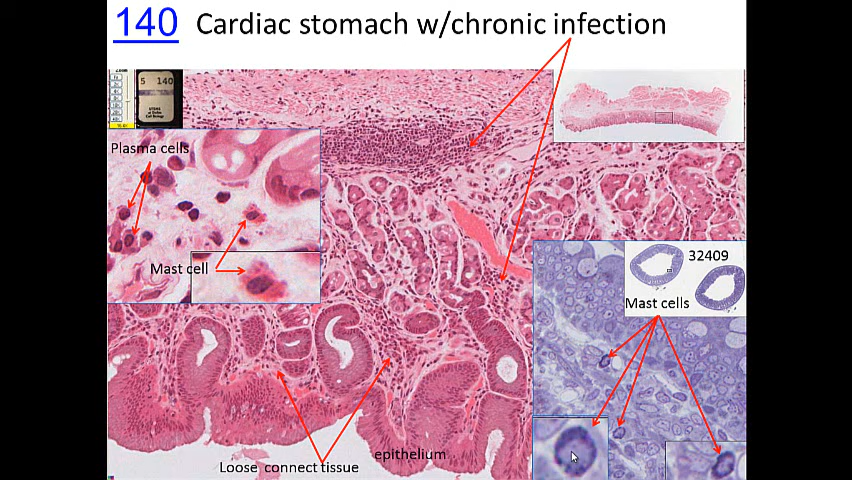 140 Cardiac stomach w/chronic infection
5 140
Plasma cells
Mast cell
32409
Mast cells
epithelium
Loose connect tissue